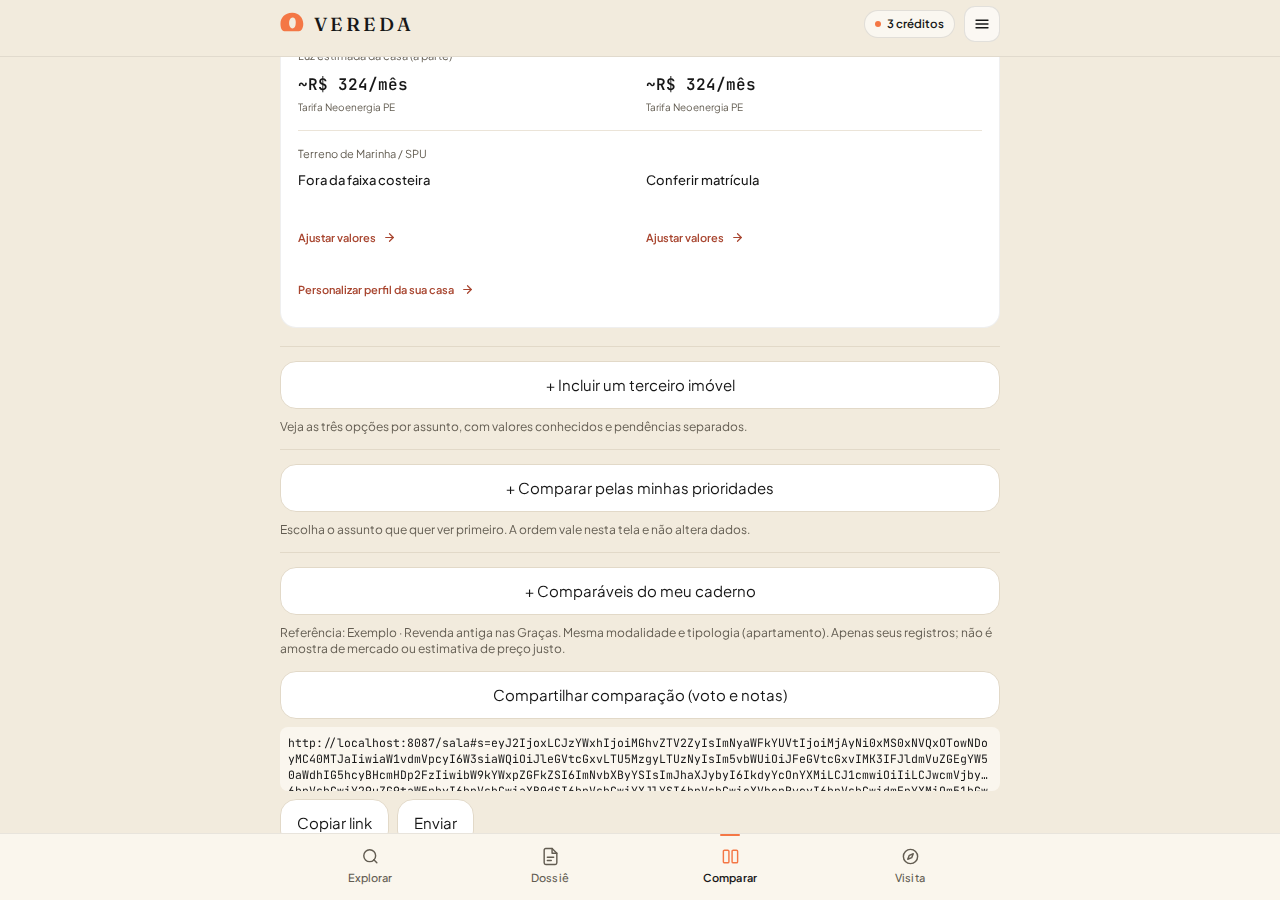 VEREDA
3 créditos
Luz estimada da casa (à parte)
~R$ 324/mês ~R$ 324/mês
Tarifa Neoenergia PE Tarifa Neoenergia PE
Terreno de Marinha / SPU
Fora da faixa costeira Conferir matrícula
Ajustar valores → Ajustar valores →
Personalizar perfil da sua casa →
+ Incluir um terceiro imóvel
Veja as três opções por assunto, com valores conhecidos e pendências separados.
+ Comparar pelas minhas prioridades
Escolha o assunto que quer ver primeiro. A ordem vale nesta tela e não altera dados.
+ Comparáveis do meu caderno
Referência: Exemplo · Revenda antiga nas Graças. Mesma modalidade e tipologia (apartamento). Apenas seus registros; não é
amostra de mercado ou estimativa de preço justo.
Compartilhar comparação (voto e notas)
http://localhost:8087/sala#s=eyJ2IjoxLCJzYWxhIjoiMGhvZTV2ZyIsImNyaWFkYUVtIjoiMjAyNi0xMS0xNVQxOTowNDo
yMC40MTJaIiwiaW1vdmVpcyI6W3siaWQiOiJleGVtcGxvLTU5MzgyLTUzNyIsIm5vbWUiOiJFeGVtcGxvIMK3IFJldmVuZGEgYW5
0aWdhIG5hcyBHcmHDp2FzIiwibW9kYWxpZGFkZSI6ImNvbXByYSIsImJhaXJybyI6IkdyYcOnYXMiLCJ1cmwiOiIiLCJwcmVjby…
Copiar link Enviar
Explorar Dossiê Comparar Visita